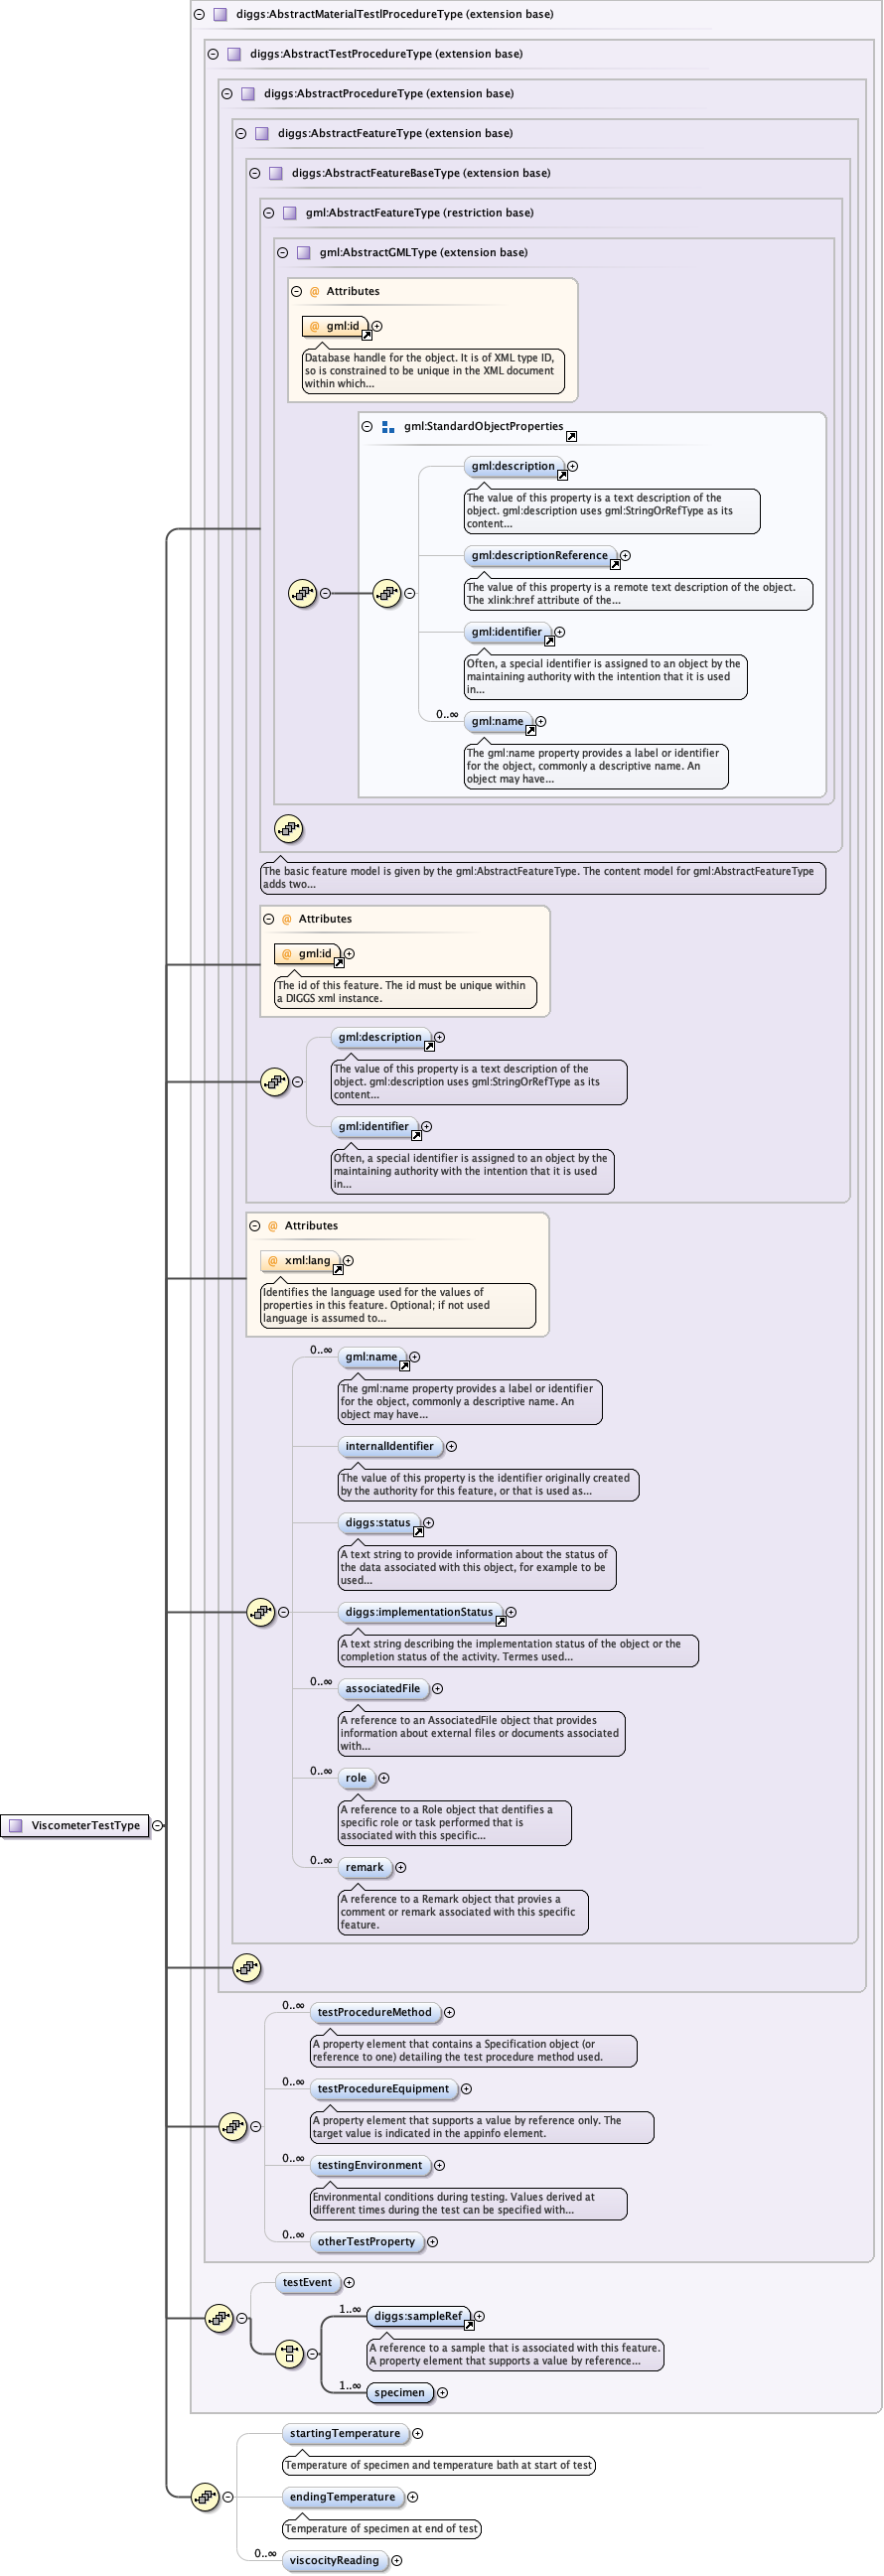 diggs:AbstractMaterialTestlProcedureType (extension base)
diggs:AbstractTestProcedureType (extension base)
diggs:AbstractProcedureType (extension base)
diggs:AbstractFeatureType (extension base)
diggs:AbstractFeatureBaseType (extension base)
gml:AbstractFeatureType (restriction base)
gml:AbstractGMLType (extension base)
@ Attributes
@ gml:id
Database handle for the object. It is of XML type ID,
so is constrained to be unique in the XML document
within which...
gml:StandardObjectProperties
gml:description
The value of this property is a text description of the
object. gml:description uses gml:StringOrRefType as its
content...
gml:descriptionReference
The value of this property is a remote text description of the object.
The xlink:href attribute of the...
gml:identifier
Often, a special identifier is assigned to an object by the
maintaining authority with the intention that it is used
in...
0..∞
gml:name
The gml:name property provides a label or identifier
for the object, commonly a descriptive name. An
object may have...
The basic feature model is given by the gml:AbstractFeatureType. The content model for gml:AbstractFeatureType
adds two...
@ Attributes
@ gml:id
The id of this feature. The id must be unique within
a DIGGS xml instance.
gml:description
The value of this property is a text description of the
object. gml:description uses gml:StringOrRefType as its
content...
gml:identifier
Often, a special identifier is assigned to an object by the
maintaining authority with the intention that it is used
in...
@ Attributes
@ xml:lang
Identifies the language used for the values of
properties in this feature. Optional; if not used
language is assumed to...
0..∞
gml:name
The gml:name property provides a label or identifier
for the object, commonly a descriptive name. An
object may have...
internalIdentifier
The value of this property is the identifier originally created
by the authority for this feature, or that is used as...
diggs:status
A text string to provide information about the status of
the data associated with this object, for example to be
used...
diggs:implementationStatus
A text string describing the implementation status of the object or the
completion status of the activity. Termes used...
0..∞
associatedFile
A reference to an AssociatedFile object that provides
information about external files or documents associated
with...
0..∞
role
A reference to a Role object that dentifies a
specific role or task performed that is
associated with this specific...
ViscometerTestType
0..∞
remark
A reference to a Remark object that provies a
comment or remark associated with this specific
feature.
0..∞
testProcedureMethod
A property element that contains a Specification object (or
reference to one) detailing the test procedure method used.
0..∞
testProcedureEquipment
A property element that supports a value by reference only. The
target value is indicated in the appinfo element.
0..∞
testingEnvironment
Environmental conditions during testing. Values derived at
different times during the test can be specified with...
0..∞
otherTestProperty
testEvent
1..∞
diggs:sampleRef
A reference to a sample that is associated with this feature.
A property element that supports a value by reference...
1..∞
specimen
startingTemperature
Temperature of specimen and temperature bath at start of test
endingTemperature
Temperature of specimen at end of test
0..∞
viscocityReading